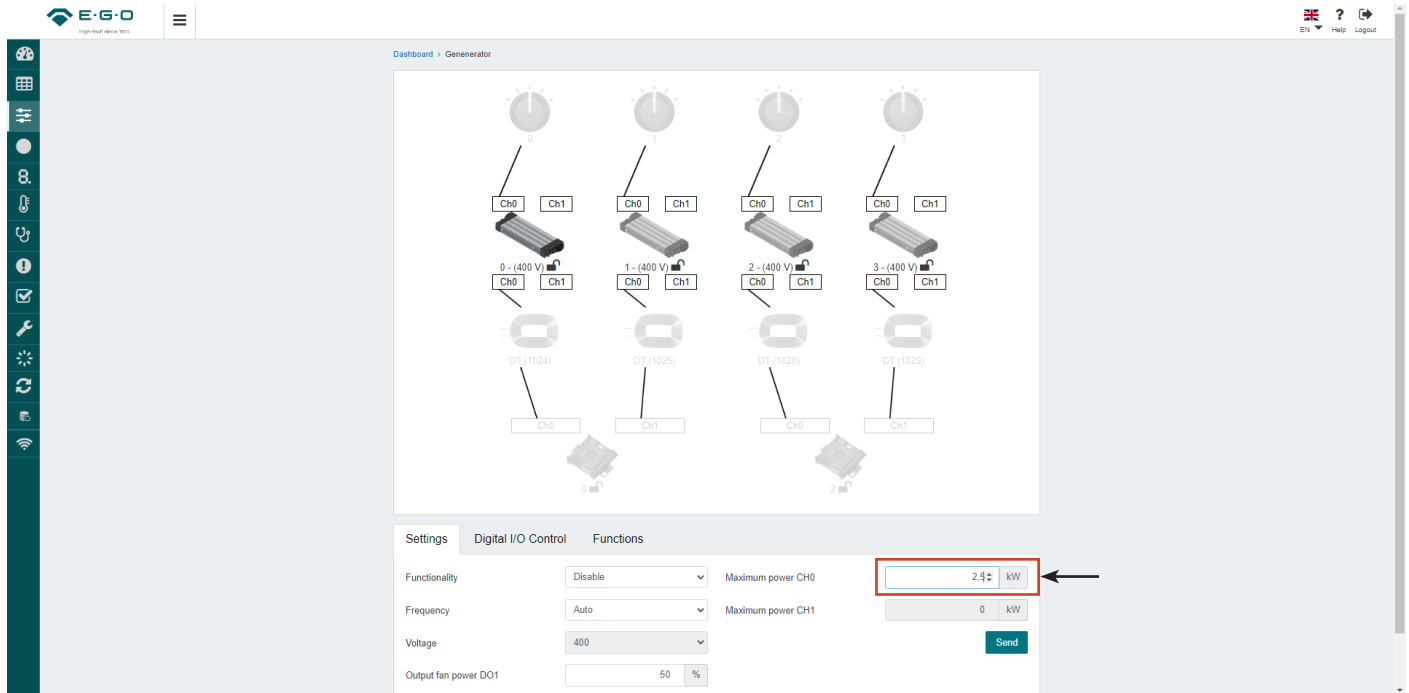 E·G·O
High-tech since 1931.
EN
?
Help
Logout
8.
Dashboard > Genenerator
0 1 2 3
Ch0 Ch1 Ch0 Ch1 Ch0 Ch1 Ch0 Ch1
0 - (400 V) 1 - (400 V) 2 - (400 V) 3 - (400 V)
Ch0 Ch1 Ch0 Ch1 Ch0 Ch1 Ch0 Ch1
DT (1024) DT (1025) DT (1028) DT (1029)
Ch0 Ch1 Ch0 Ch1
0 2
Settings Digital I/O Control Functions
Functionality Disable Maximum power CH0 2,5 kW
Frequency Auto Maximum power CH1 0 kW
Voltage 400 Send
Output fan power DO1 50 %